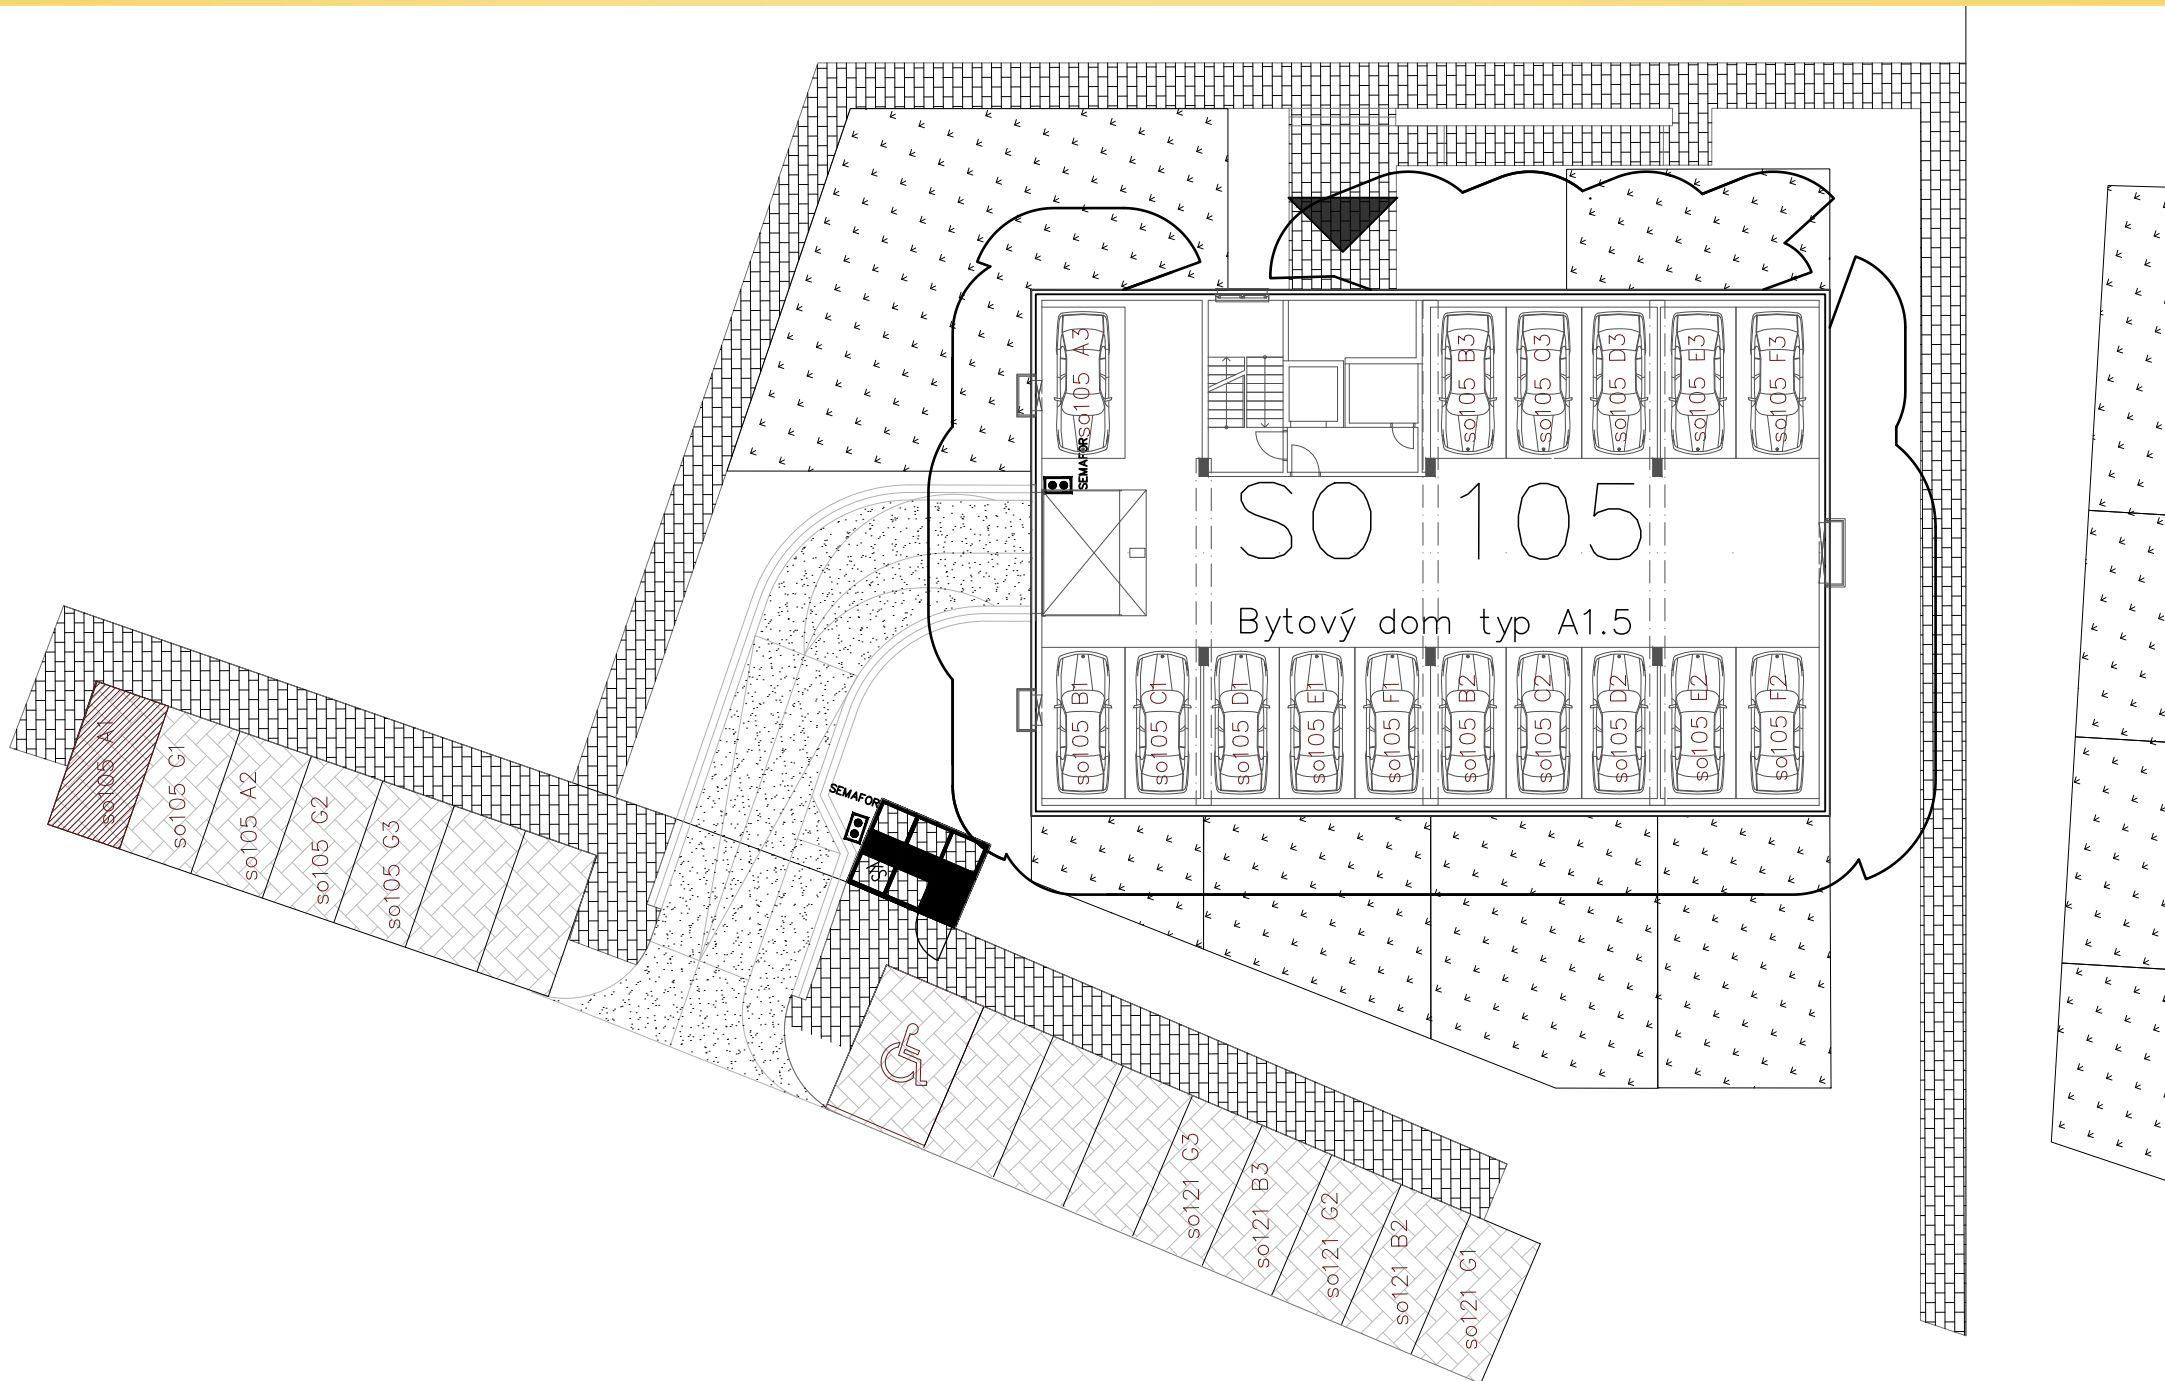 so105 A3
so105 B3
so105 C3
so105 D3
so105 E3
so105 F3
SEMAFOR
SO 105
Bytový dom typ A1.5
so105 B1
so105 C1
so105 D1
so105 E1
so105 F1
so105 B2
so105 C2
so105 D2
so105 E2
so105 F2
so105 A1
so105 G1
so105 A2
so105 G2
so105 G3
SEMAFOR
so121 G3
so121 B3
so121 G2
so121 B2
so121 G1